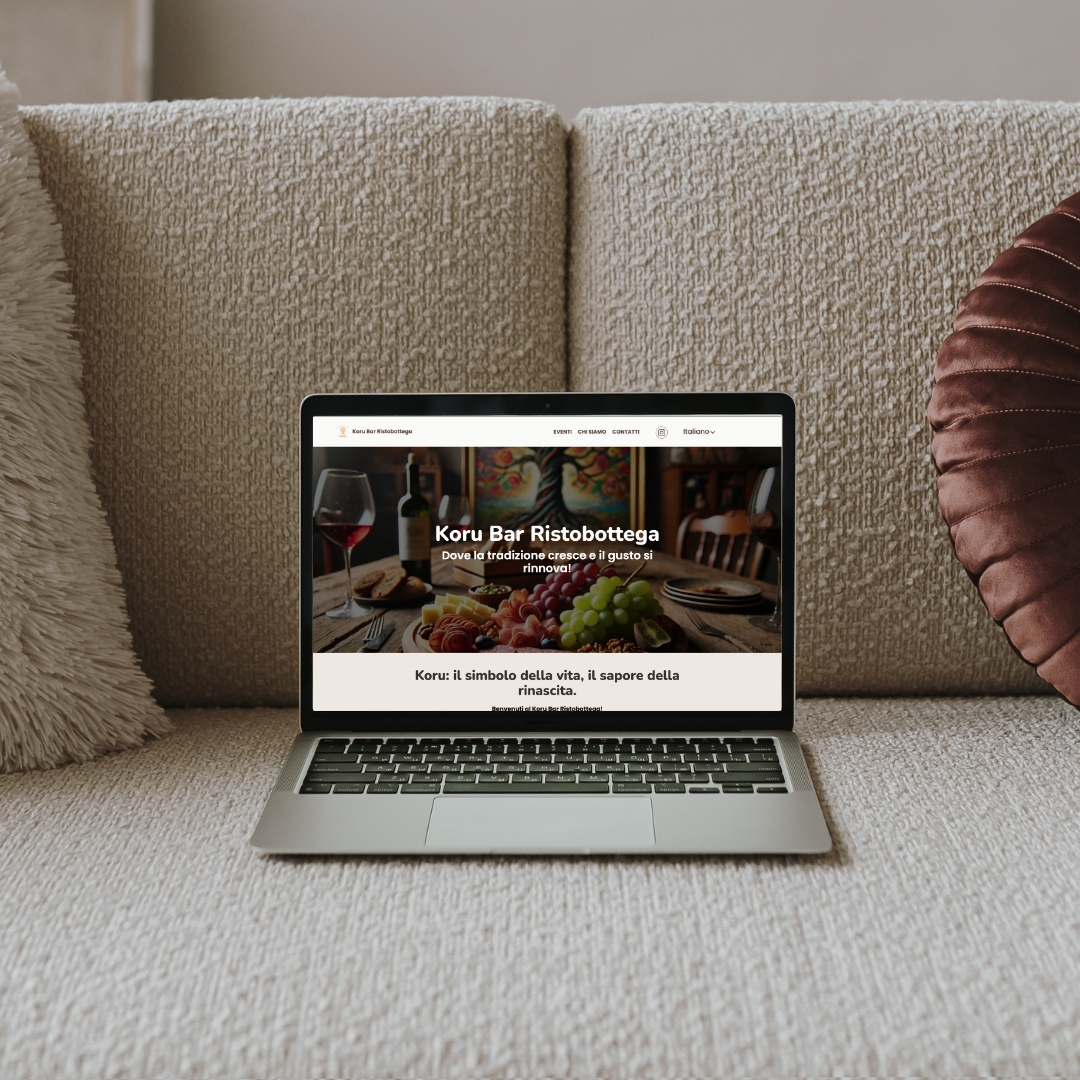 Koru Bar Ristobottega
EVENTI CHI SIAMO CONTATTI
Italiano
Koru Bar Ristobottega
Dove la tradizione cresce e il gusto si
rinnova!
Koru: il simbolo della vita, il sapore della
rinascita.
Benvenuti al Koru Bar Ristobottega!